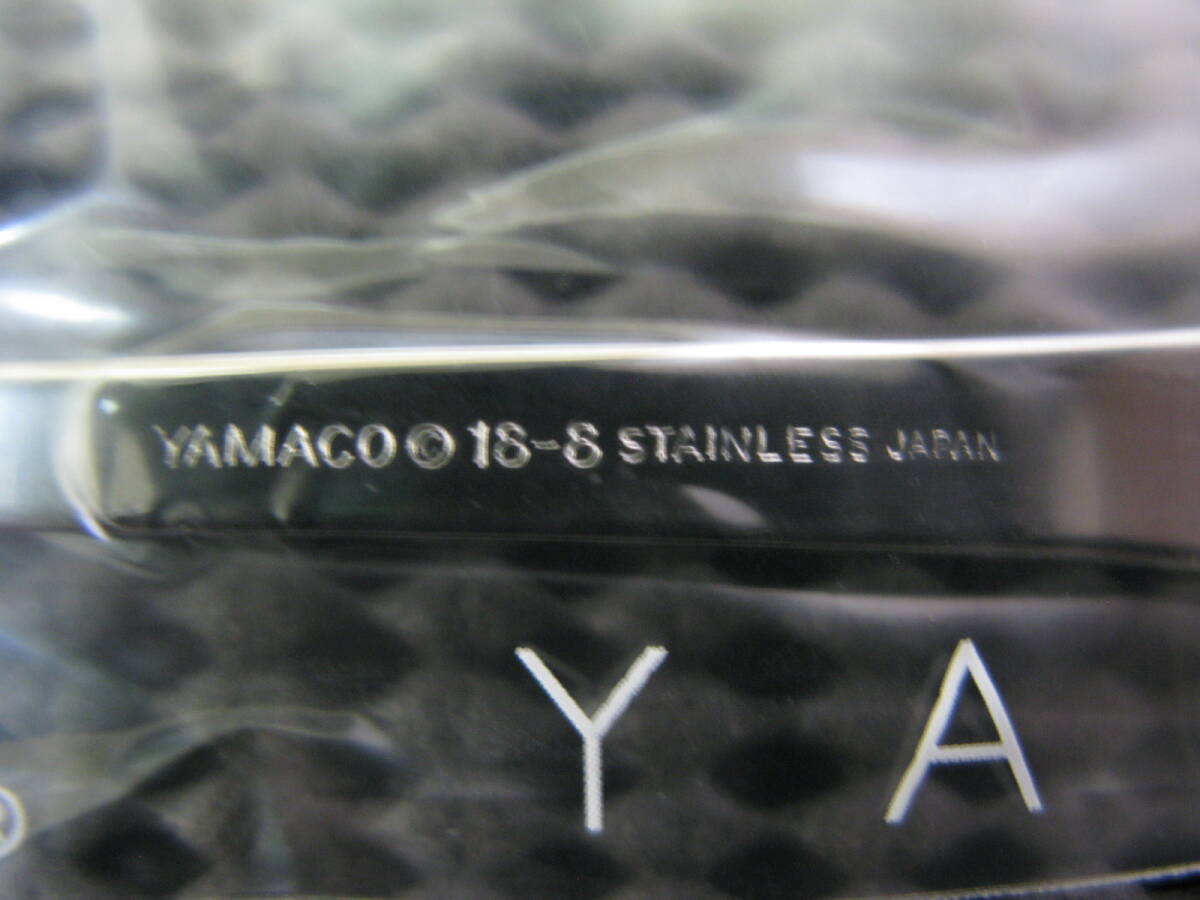 YAMACO© 18-8 STAINLESS JAPAN
Y A